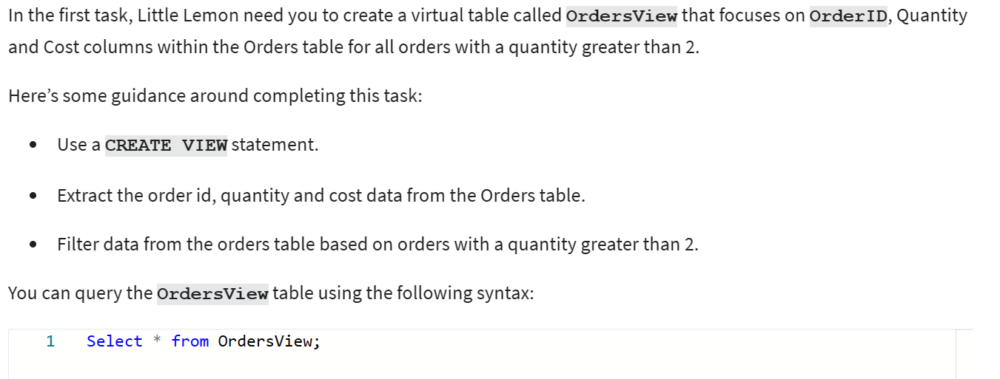 In the first task, Little Lemon need you to create a virtual table called OrdersView that focuses on OrderID, Quantity
and Cost columns within the Orders table for all orders with a quantity greater than 2.
Here’s some guidance around completing this task:
• Use a CREATE VIEW statement.
• Extract the order id, quantity and cost data from the Orders table.
• Filter data from the orders table based on orders with a quantity greater than 2.
You can query the OrdersView table using the following syntax:
1 Select * from OrdersView;